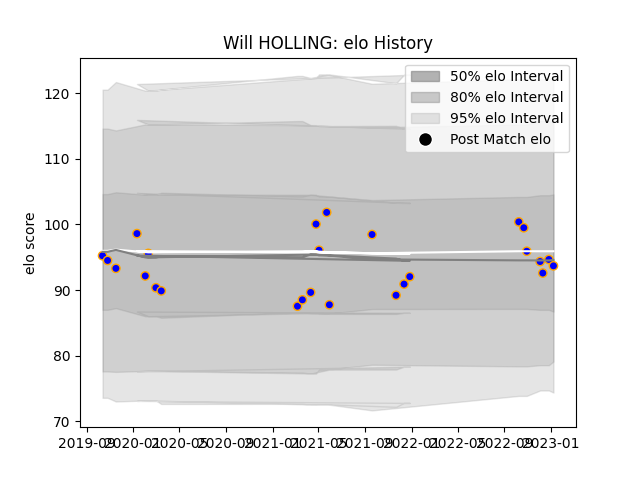 Will HOLLING: elo History
50% elo Interval
80% elo Interval
95% elo Interval
Post Match elo
elo score
120
110
100
90
80
70
2019-09 2020-01 2020-05 2020-09 2021-01 2021-05 2021-09 2022-01 2022-05 2022-09 2023-01